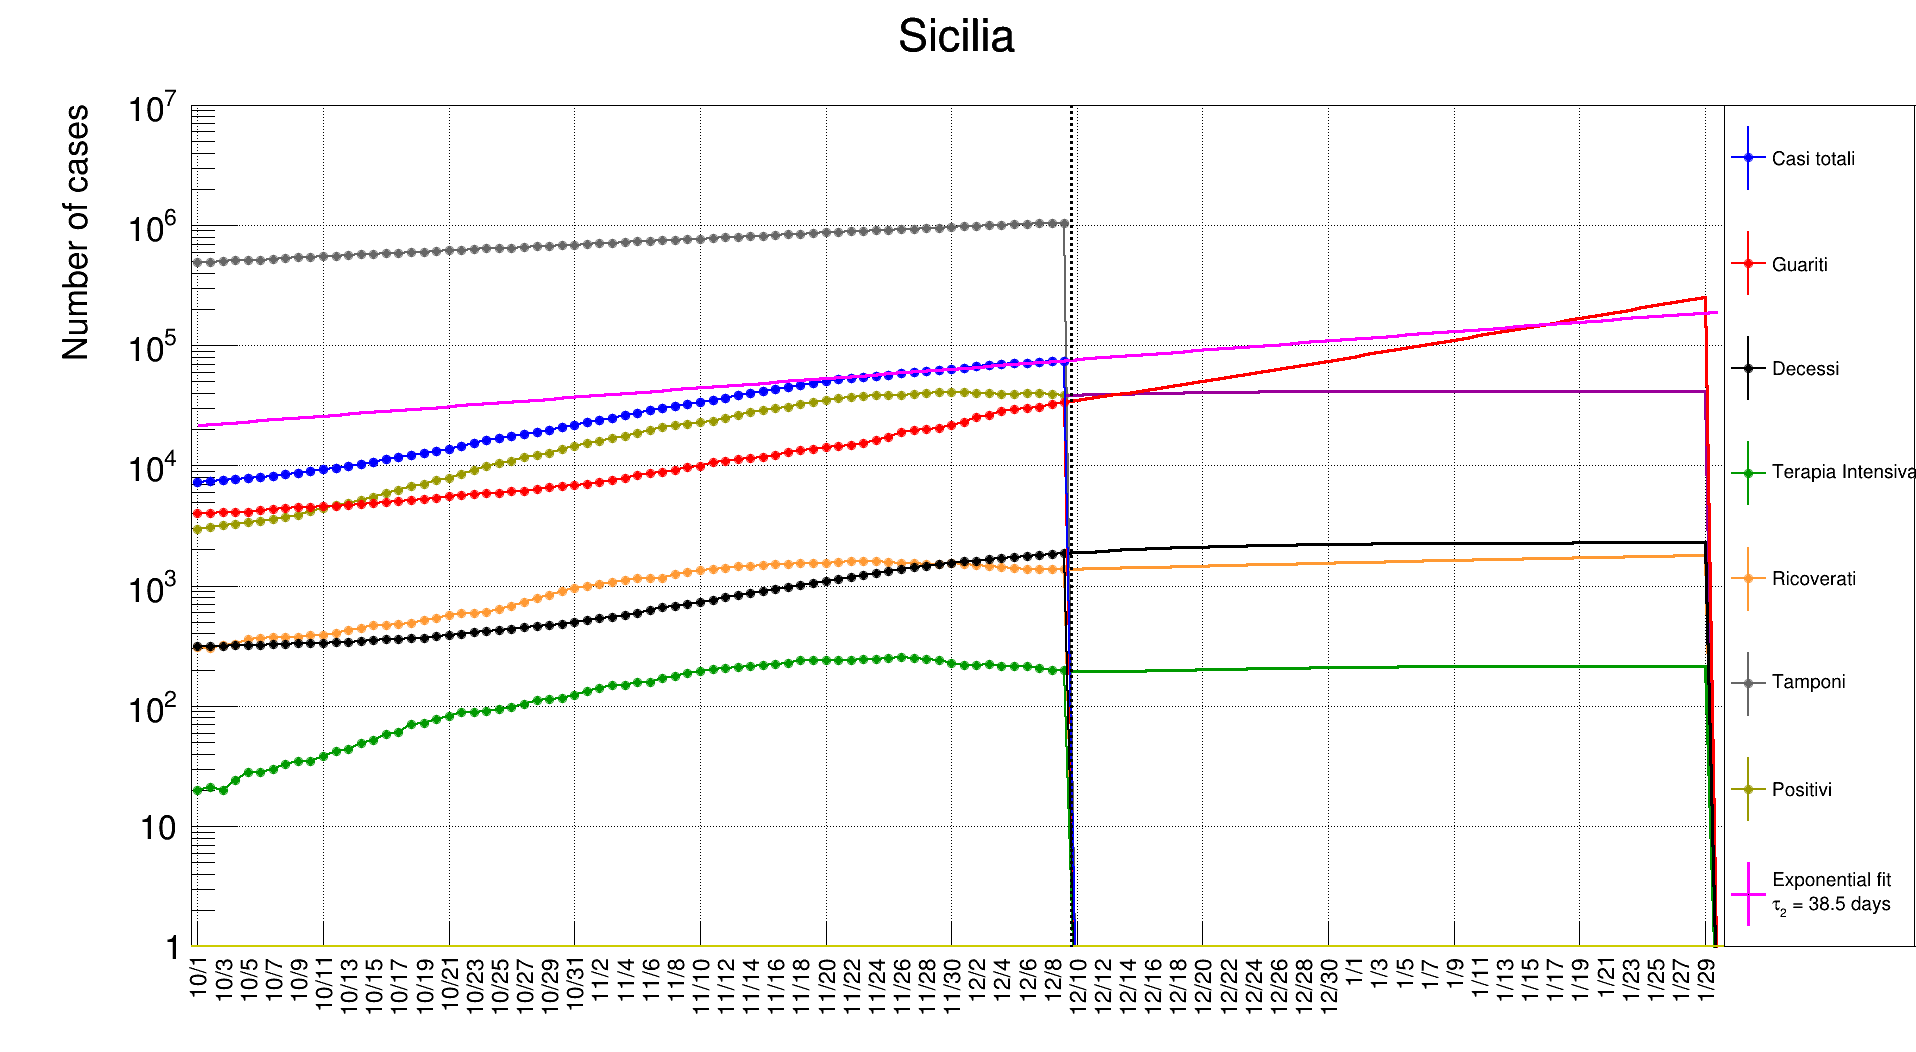 Sicilia
Number of cases
10^7
10^6
10^5
10^4
10^3
10^2
10
1
10/1 10/3 10/5 10/7 10/9 10/11 10/13 10/15 10/17 10/19 10/21 10/23 10/25 10/27 10/29 10/31 11/2 11/4 11/6 11/8 11/10 11/12 11/14 11/16 11/18 11/20 11/22 11/24 11/26 11/28 11/30 12/2 12/4 12/6 12/8 12/10 12/12 12/14 12/16 12/18 12/20 12/22 12/24 12/26 12/28 12/30 1/1 1/3 1/5 1/7 1/9 1/11 1/13 1/15 1/17 1/19 1/21 1/23 1/25 1/27 1/29
Casi totali
Guariti
Decessi
Terapia Intensiva
Ricoverati
Tamponi
Positivi
Exponential fit
τ₂ = 38.5 days